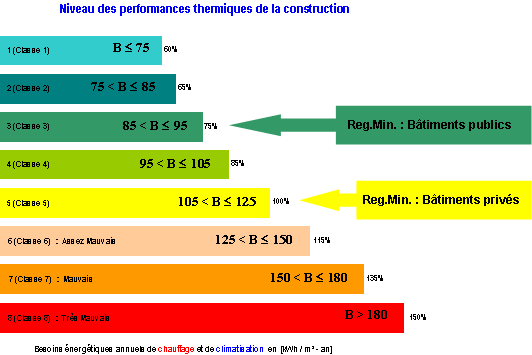 Niveau des performances thermiques de la construction
1 (Classe 1) B ≤ 75 60%
2 (Classe 2) 75 < B ≤ 85 65%
3 (Classe 3) 85 < B ≤ 95 75% Reg.Min. : Bâtiments publics
4 (Classe 4) 95 < B ≤ 105 85%
5 (Classe 5) 105 < B ≤ 125 100% Reg.Min. : Bâtiments privés
6 (Classe 6) : Assez Mauvais 125 < B ≤ 150 115%
7 (Classe 7) : Mauvais 150 < B ≤ 180 135%
8 (Classe 8) : Très Mauvais B > 180 150%
Besoins énergétiques annuels de chauffage et de climatisation en [kWh / m² - an]